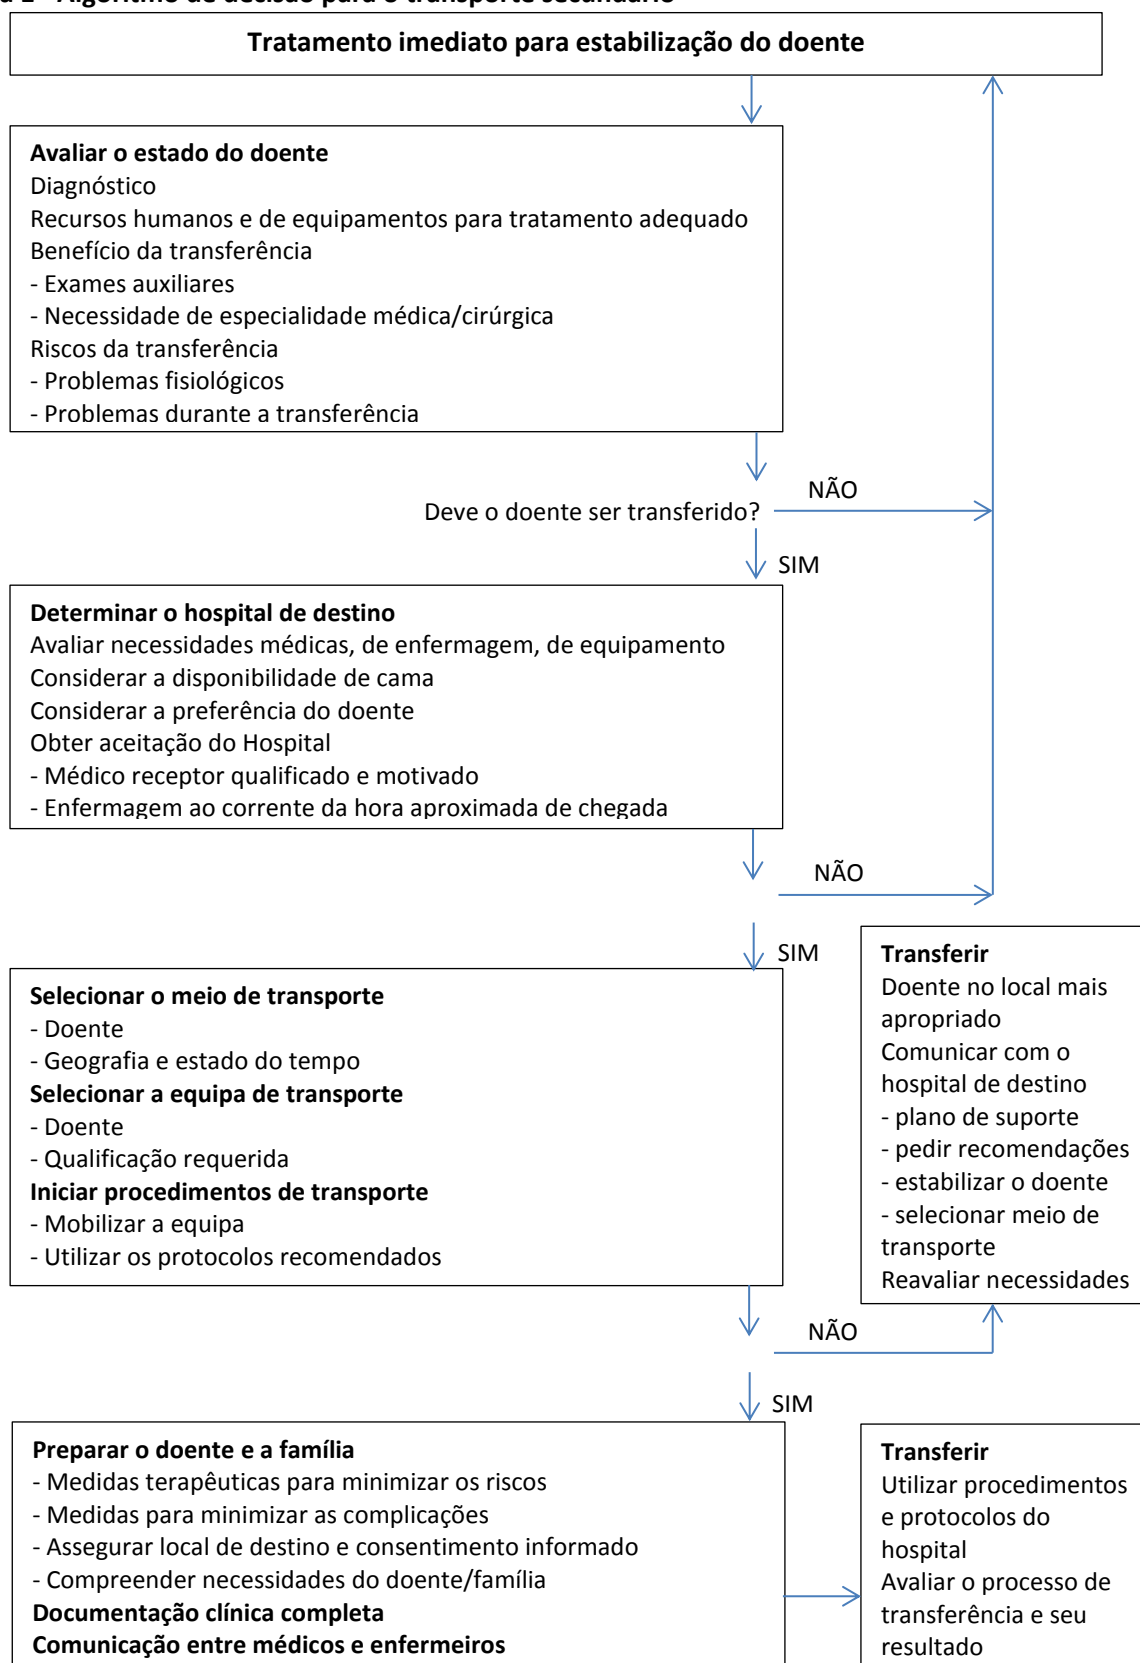 Algoritmo de decisão para o transporte secundário
Tratamento imediato para estabilização do doente
Avaliar o estado do doente
Diagnóstico
Recursos humanos e de equipamentos para tratamento adequado
Benefício da transferência
- Exames auxiliares
- Necessidade de especialidade médica/cirúrgica
Riscos da transferência
- Problemas fisiológicos
- Problemas durante a transferência
NÃO
Deve o doente ser transferido?
SIM
Determinar o hospital de destino
Avaliar necessidades médicas, de enfermagem, de equipamento
Considerar a disponibilidade de cama
Considerar a preferência do doente
Obter aceitação do Hospital
- Médico receptor qualificado e motivado
- Enfermagem ao corrente da hora aproximada de chegada
NÃO
SIM
Selecionar o meio de transporte
- Doente
- Geografia e estado do tempo
Selecionar a equipa de transporte
- Doente
- Qualificação requerida
Iniciar procedimentos de transporte
- Mobilizar a equipa
- Utilizar os protocolos recomendados
Transferir
Doente no local mais
apropriado
Comunicar com o
hospital de destino
- plano de suporte
- pedir recomendações
- estabilizar o doente
- selecionar meio de
transporte
Reavaliar necessidades
NÃO
SIM
Preparar o doente e a família
- Medidas terapêuticas para minimizar os riscos
- Medidas para minimizar as complicações
- Assegurar local de destino e consentimento informado
- Compreender necessidades do doente/família
Documentação clínica completa
Comunicação entre médicos e enfermeiros
Transferir
Utilizar procedimentos
e protocolos do
hospital
Avaliar o processo de
transferência e seu
resultado